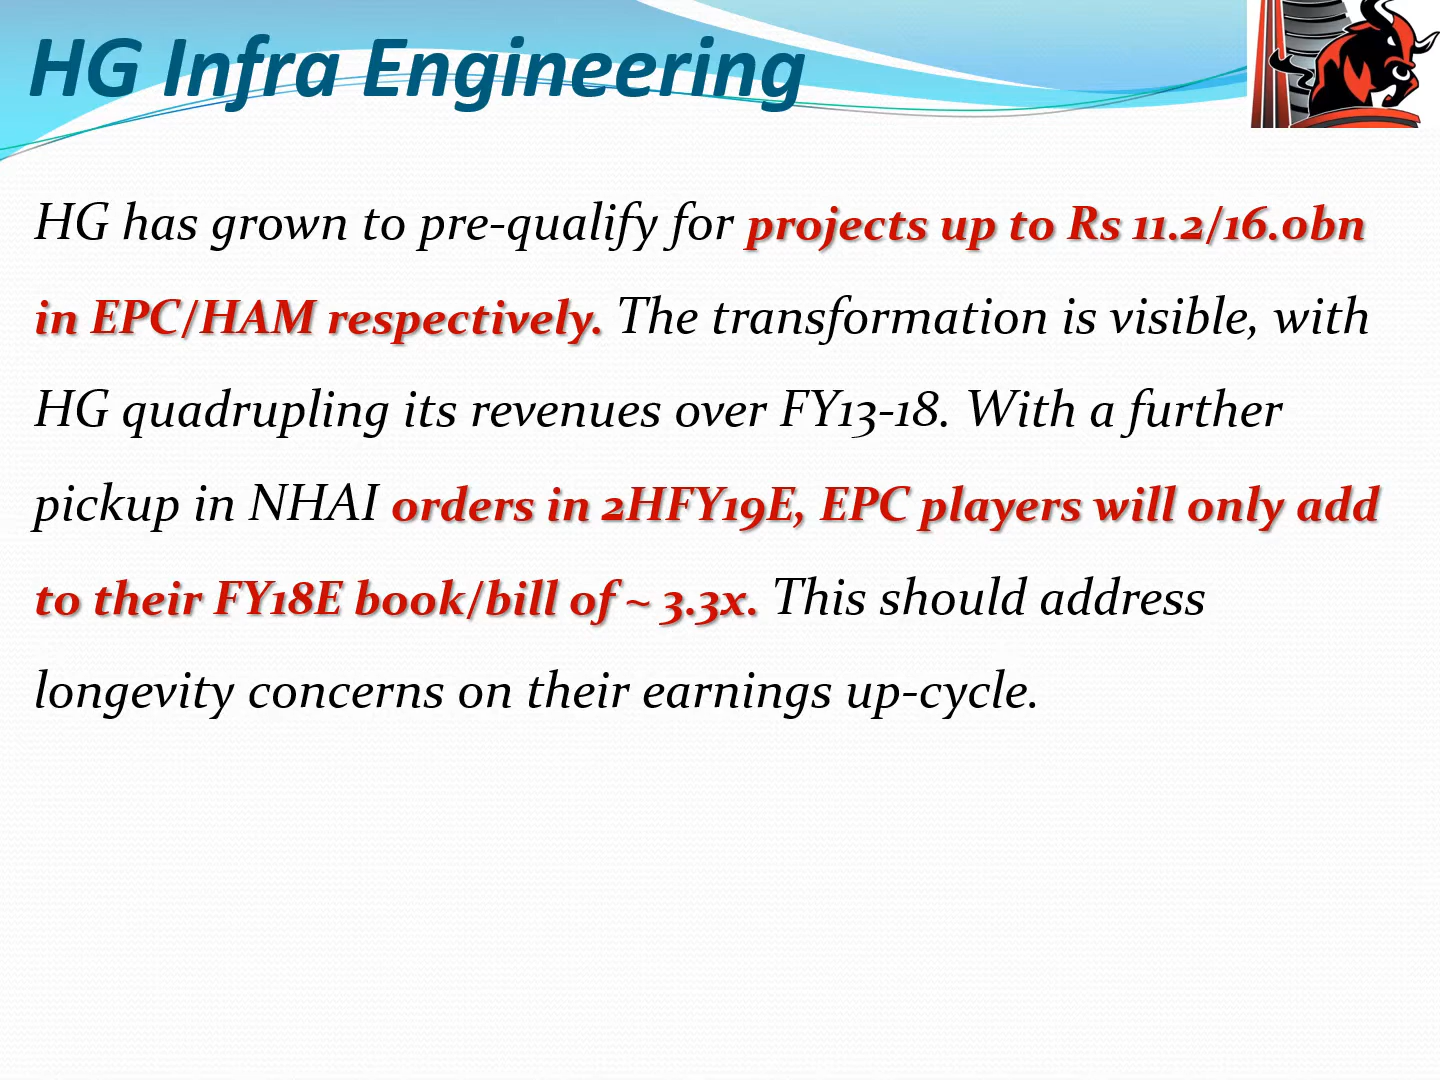 HG Infra Engineering
HG has grown to pre-qualify for projects up to Rs 11.2/16.0bn
in EPC/HAM respectively. The transformation is visible, with
HG quadrupling its revenues over FY13-18. With a further
pickup in NHAI orders in 2HFY19E, EPC players will only add
to their FY18E book/bill of ~ 3.3x. This should address
longevity concerns on their earnings up-cycle.